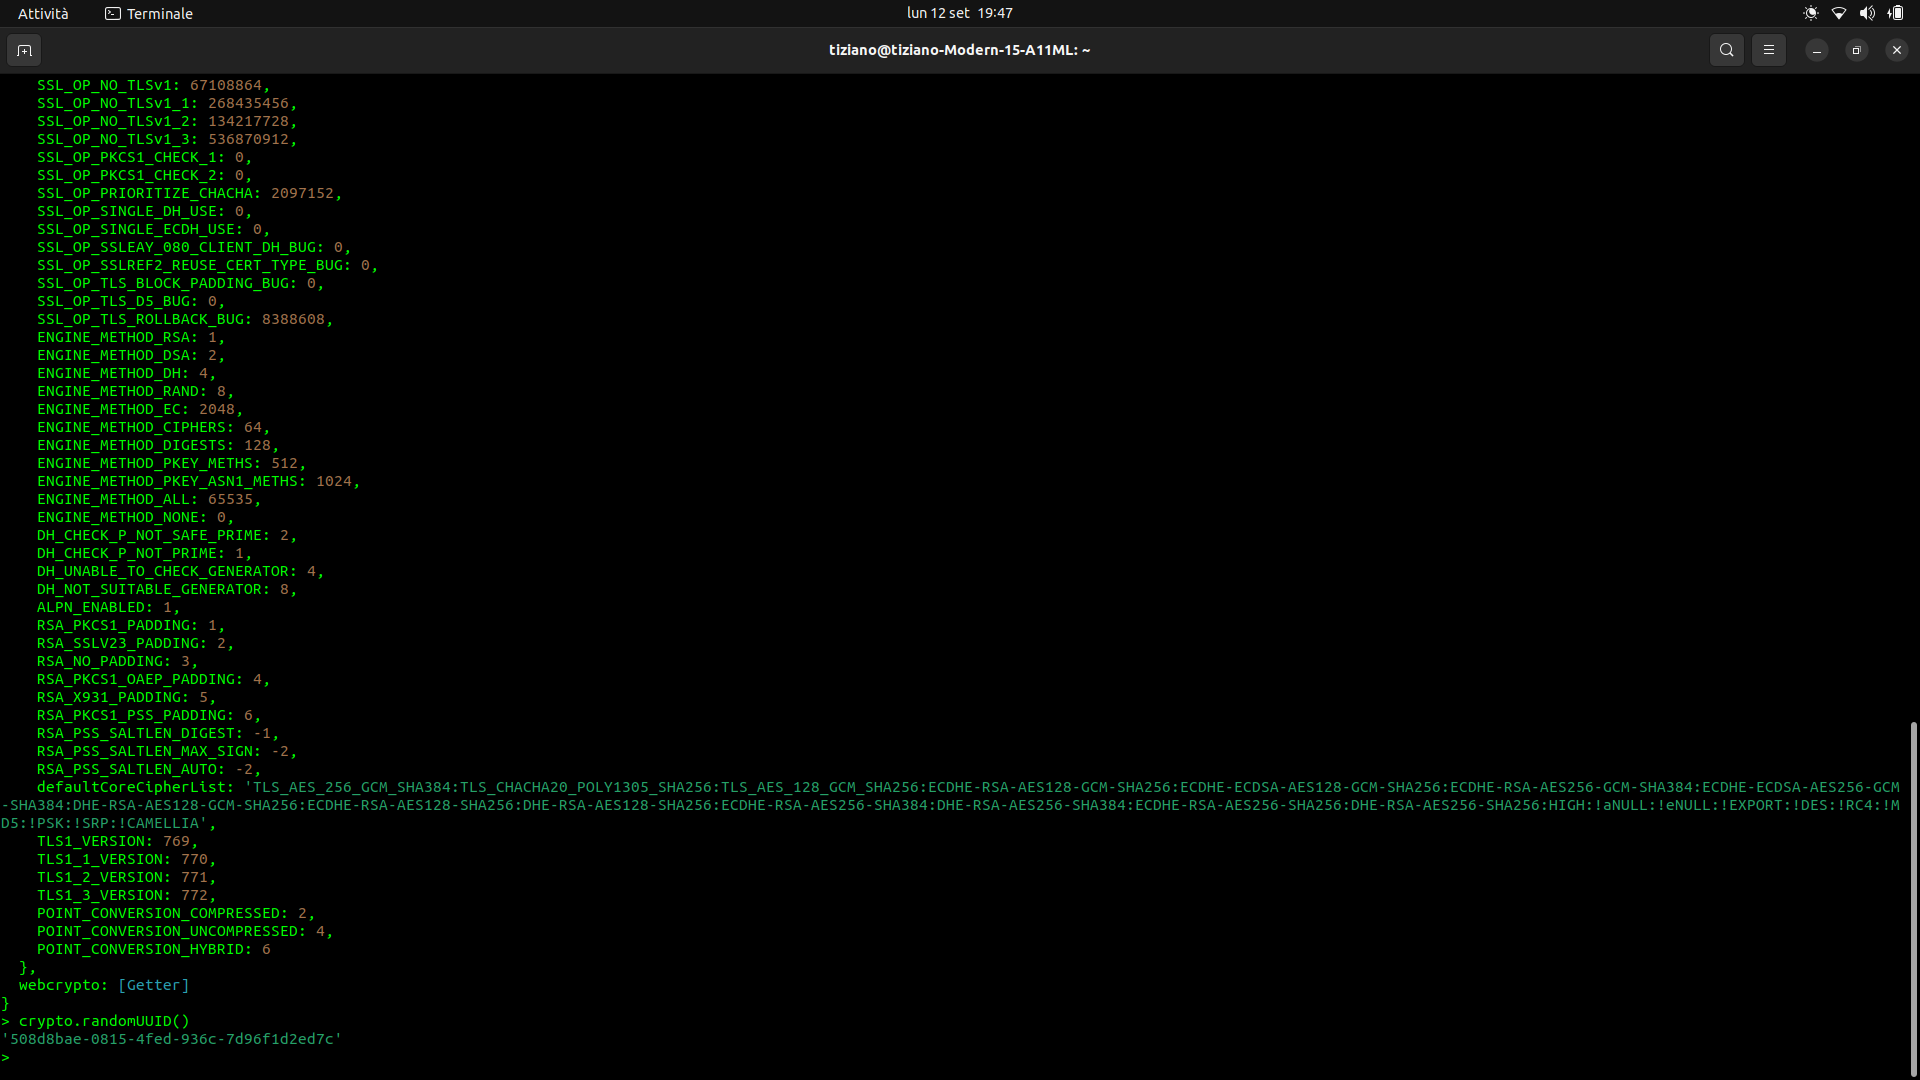 Attività
Terminale
lun 12 set 19:47
tiziano@tiziano-Modern-15-A11ML: ~
SSL_OP_NO_TLSv1: 67108864,
SSL_OP_NO_TLSv1_1: 268435456,
SSL_OP_NO_TLSv1_2: 134217728,
SSL_OP_NO_TLSv1_3: 536870912,
SSL_OP_PKCS1_CHECK_1: 0,
SSL_OP_PKCS1_CHECK_2: 0,
SSL_OP_PRIORITIZE_CHACHA: 2097152,
SSL_OP_SINGLE_DH_USE: 0,
SSL_OP_SINGLE_ECDH_USE: 0,
SSL_OP_SSLEAY_080_CLIENT_DH_BUG: 0,
SSL_OP_SSLREF2_REUSE_CERT_TYPE_BUG: 0,
SSL_OP_TLS_BLOCK_PADDING_BUG: 0,
SSL_OP_TLS_D5_BUG: 0,
SSL_OP_TLS_ROLLBACK_BUG: 8388608,
ENGINE_METHOD_RSA: 1,
ENGINE_METHOD_DSA: 2,
ENGINE_METHOD_DH: 4,
ENGINE_METHOD_RAND: 8,
ENGINE_METHOD_EC: 2048,
ENGINE_METHOD_CIPHERS: 64,
ENGINE_METHOD_DIGESTS: 128,
ENGINE_METHOD_PKEY_METHS: 512,
ENGINE_METHOD_PKEY_ASN1_METHS: 1024,
ENGINE_METHOD_ALL: 65535,
ENGINE_METHOD_NONE: 0,
DH_CHECK_P_NOT_SAFE_PRIME: 2,
DH_CHECK_P_NOT_PRIME: 1,
DH_UNABLE_TO_CHECK_GENERATOR: 4,
DH_NOT_SUITABLE_GENERATOR: 8,
ALPN_ENABLED: 1,
RSA_PKCS1_PADDING: 1,
RSA_SSLV23_PADDING: 2,
RSA_NO_PADDING: 3,
RSA_PKCS1_OAEP_PADDING: 4,
RSA_X931_PADDING: 5,
RSA_PKCS1_PSS_PADDING: 6,
RSA_PSS_SALTLEN_DIGEST: -1,
RSA_PSS_SALTLEN_MAX_SIGN: -2,
RSA_PSS_SALTLEN_AUTO: -2,
defaultCoreCipherList: 'TLS_AES_256_GCM_SHA384:TLS_CHACHA20_POLY1305_SHA256:TLS_AES_128_GCM_SHA256:ECDHE-RSA-AES128-GCM-SHA256:ECDHE-ECDSA-AES128-GCM-SHA256:ECDHE-RSA-AES256-GCM-SHA384:ECDHE-ECDSA-AES256-GCM
-SHA384:DHE-RSA-AES128-GCM-SHA256:ECDHE-RSA-AES128-SHA256:DHE-RSA-AES128-SHA256:ECDHE-RSA-AES256-SHA384:DHE-RSA-AES256-SHA384:ECDHE-RSA-AES256-SHA256:DHE-RSA-AES256-SHA256:HIGH:!aNULL:!eNULL:!EXPORT:!DES:!RC4:!M
D5:!PSK:!SRP:!CAMELLIA',
TLS1_VERSION: 769,
TLS1_1_VERSION: 770,
TLS1_2_VERSION: 771,
TLS1_3_VERSION: 772,
POINT_CONVERSION_COMPRESSED: 2,
POINT_CONVERSION_UNCOMPRESSED: 4,
POINT_CONVERSION_HYBRID: 6
},
webcrypto: [Getter]
}
> crypto.randomUUID()
'508d8bae-0815-4fed-936c-7d96f1d2ed7c'
>